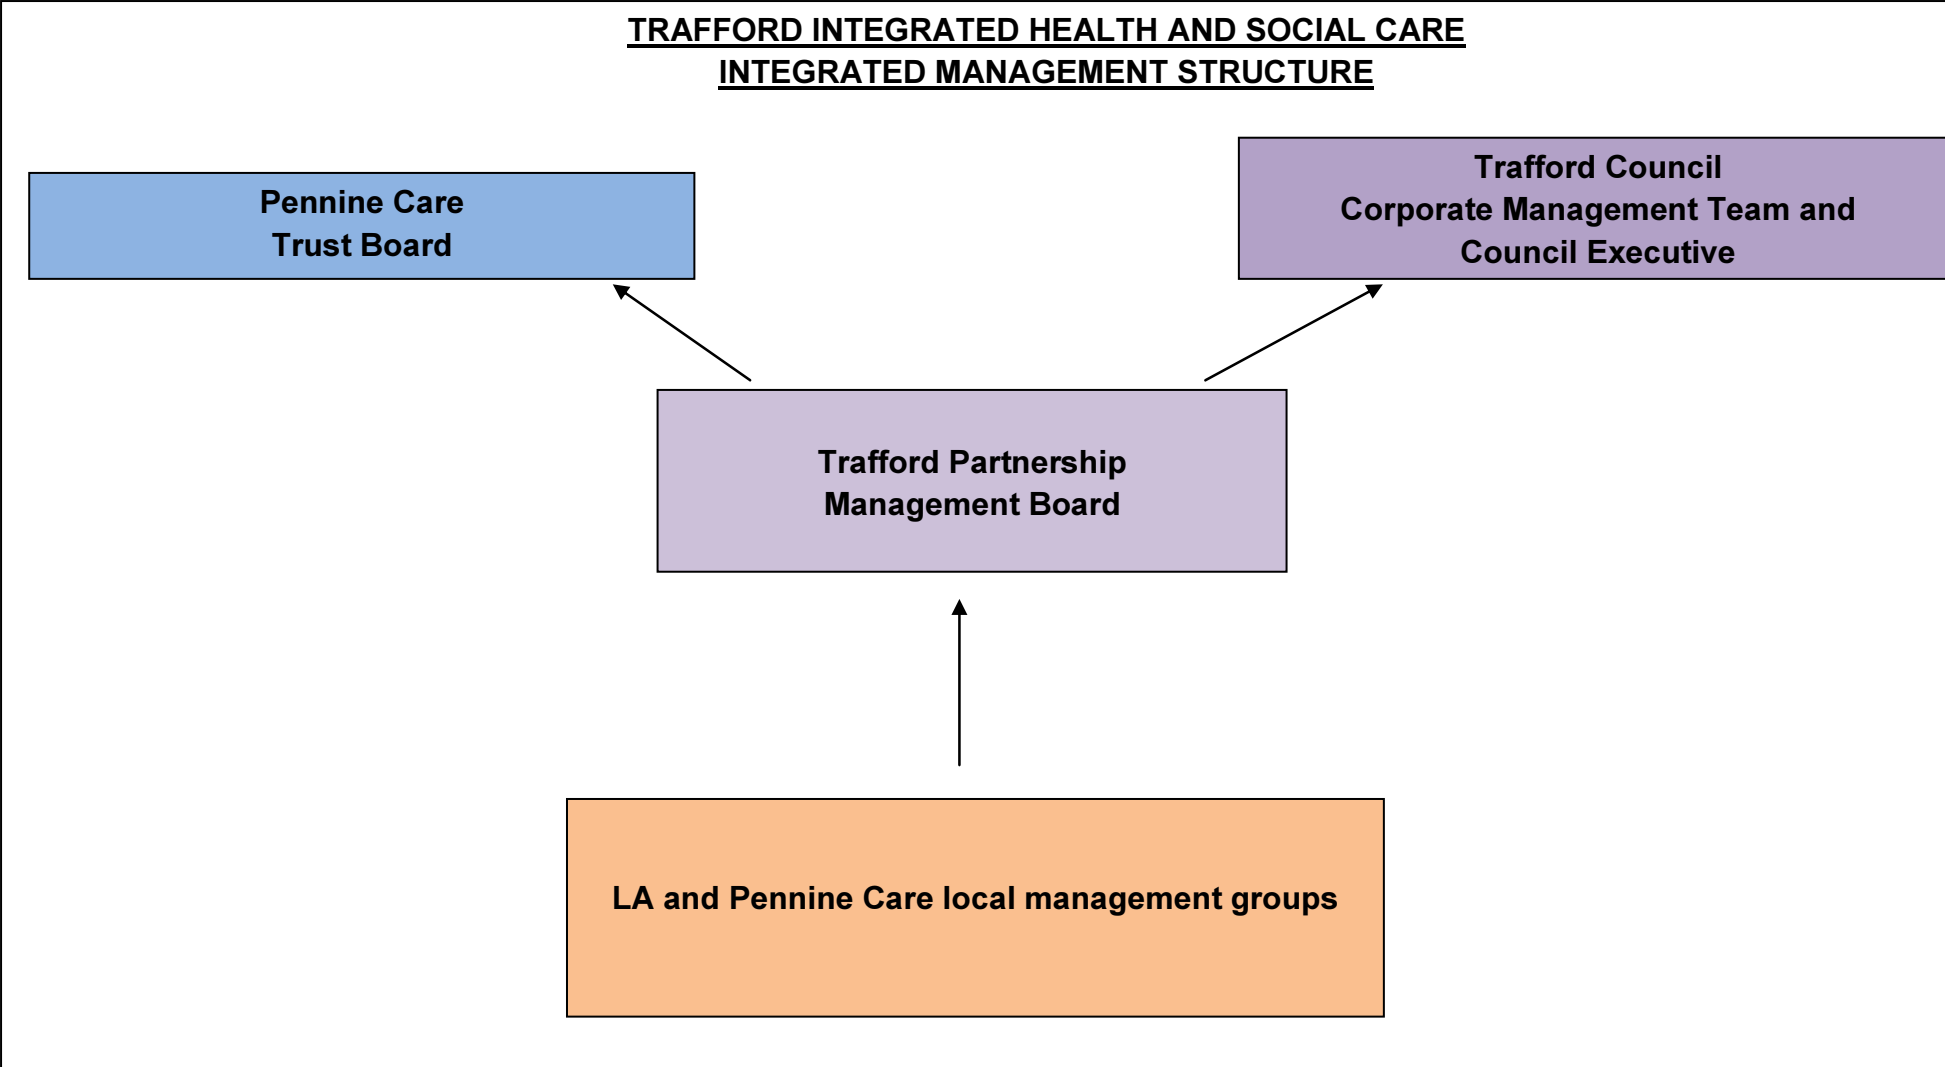 TRAFFORD INTEGRATED HEALTH AND SOCIAL CARE
INTEGRATED MANAGEMENT STRUCTURE
Pennine Care
Trust Board
Trafford Council
Corporate Management Team and
Council Executive
Trafford Partnership
Management Board
LA and Pennine Care local management groups